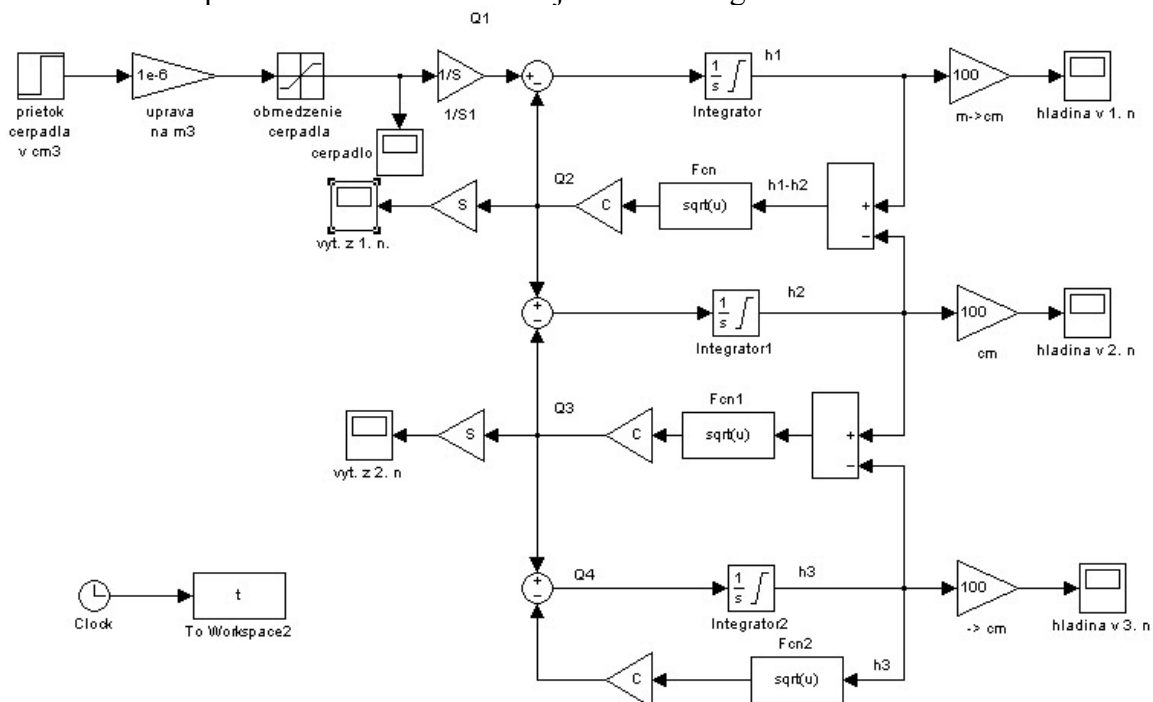 Q1
1e-6
1/S
+
−
1
s
h1
100
prietok
cerpadla
v cm3
uprava
na m3
obmedzenie
cerpadla
1/S1
Integrator
m->cm
hladina v 1. n
cerpadlo
Q2
Fcn
h1-h2
S
C
sqrt(u)
+
−
vyt. z 1. n.
+
−
1
s
h2
100
Integrator1
cm
hladina v 2. n
Q3
Fcn1
S
C
sqrt(u)
+
−
vyt. z 2. n
+
−
Q4
1
s
h3
100
t
Clock
To Workspace2
Integrator2
-> cm
hladina v 3. n
Fcn2
h3
C
sqrt(u)